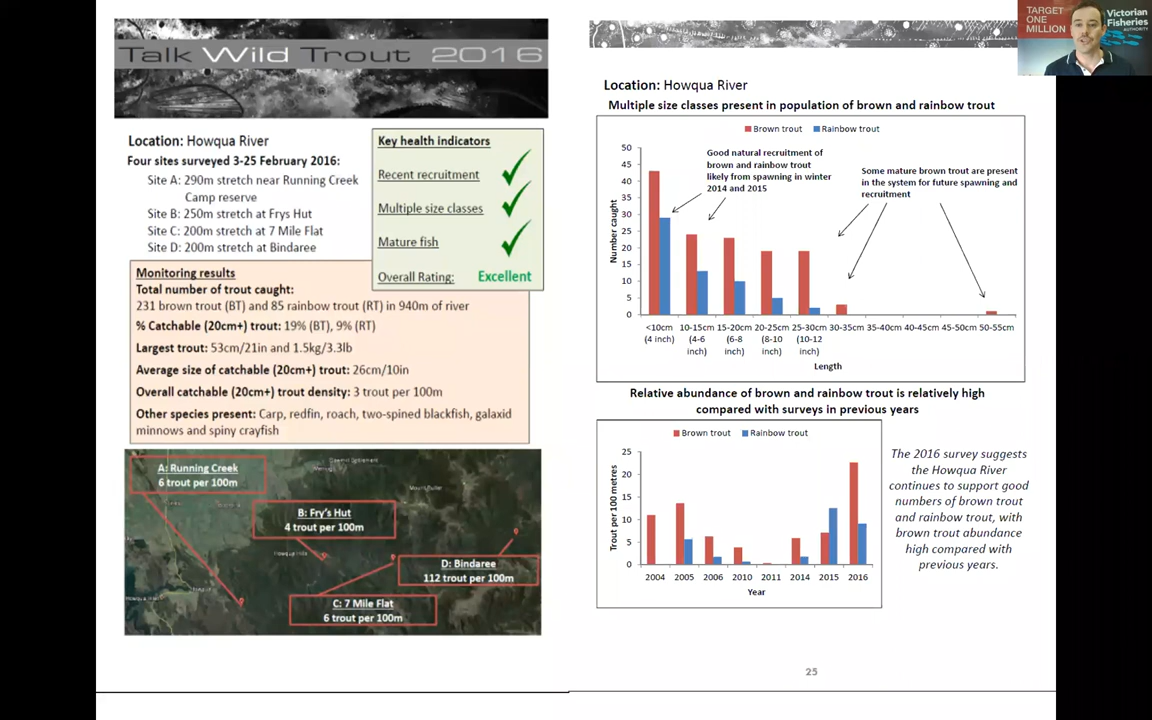 Talk Wild Trout 2016
Location: Howqua River
Four sites surveyed 3-25 February 2016:
Site A: 290m stretch near Running Creek
Camp reserve
Site B: 250m stretch at Frys Hut
Site C: 200m stretch at 7 Mile Flat
Site D: 200m stretch at Bindaree
Key health indicators
Recent recruitment
Multiple size classes
Mature fish
Overall Rating: Excellent
Monitoring results
Total number of trout caught:
231 brown trout (BT) and 85 rainbow trout (RT) in 940m of river
% Catchable (20cm+) trout: 19% (BT), 9% (RT)
Largest trout: 53cm/21in and 1.5kg/3.3lb
Average size of catchable (20cm+) trout: 26cm/10in
Overall catchable (20cm+) trout density: 3 trout per 100m
Other species present: Carp, redfin, roach, two-spined blackfish, galaxid
minnows and spiny crayfish
A: Running Creek
6 trout per 100m
B: Fry's Hut
4 trout per 100m
D: Bindaree
112 trout per 100m
C: 7 Mile Flat
6 trout per 100m
Mount Buller
Howqua Hills
TARGET
ONE
MILLION
Victorian
Fisheries
AUTHORITY
Location: Howqua River
Multiple size classes present in population of brown and rainbow trout
Brown trout Rainbow trout
Good natural recruitment of
brown and rainbow trout
likely from spawning in winter
2014 and 2015
Some mature brown trout are present
in the system for future spawning and
recruitment
Number caught
50
45
40
35
30
25
20
15
10
5
0
<10cm 10-15cm 15-20cm 20-25cm 25-30cm 30-35cm 35-40cm 40-45cm 45-50cm 50-55cm
(4 inch) (4-6 (6-8 (8-10 (10-12
inch) inch) inch) inch)
Length
Relative abundance of brown and rainbow trout is relatively high
compared with surveys in previous years
Brown trout Rainbow trout
Trout per 100 metres
25
20
15
10
5
0
2004 2005 2006 2010 2011 2014 2015 2016
Year
The 2016 survey suggests
the Howqua River
continues to support good
numbers of brown trout
and rainbow trout, with
brown trout abundance
high compared with
previous years.
25